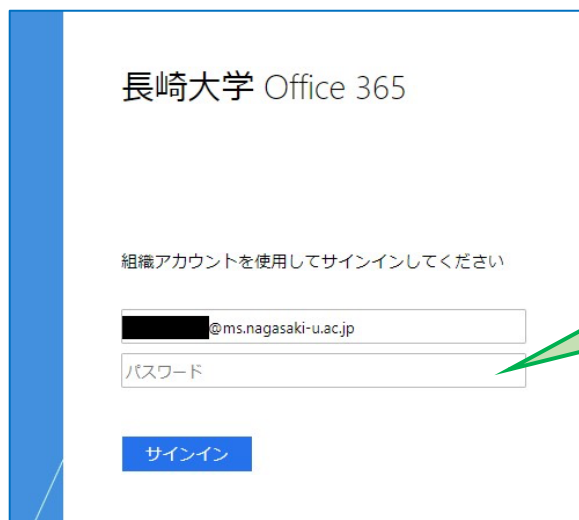 長崎大学 Office 365
組織アカウントを使用してサインインしてください
@ms.nagasaki-u.ac.jp
パスワード
サインイン